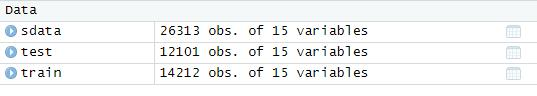 Data
sdata 26313 obs. of 15 variables
test 12101 obs. of 15 variables
train 14212 obs. of 15 variables